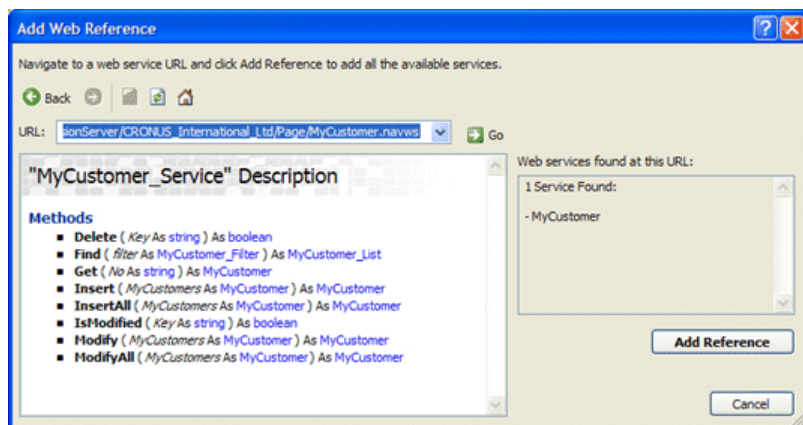 Add Web Reference
Navigate to a web service URL and click Add Reference to add all the available services.
Back
URL: sionServer/CRONUS_International_Ltd/Page/MyCustomer.navws Go
"MyCustomer_Service" Description
Methods
Delete ( Key As string ) As boolean
Find ( filter As MyCustomer_Filter ) As MyCustomer_List
Get ( No As string ) As MyCustomer
Insert ( MyCustomers As MyCustomer ) As MyCustomer
InsertAll ( MyCustomers As MyCustomer ) As MyCustomer
IsModified ( Key As string ) As boolean
Modify ( MyCustomers As MyCustomer ) As MyCustomer
ModifyAll ( MyCustomers As MyCustomer ) As MyCustomer
Web services found at this URL:
1 Service Found:
- MyCustomer
Add Reference
Cancel